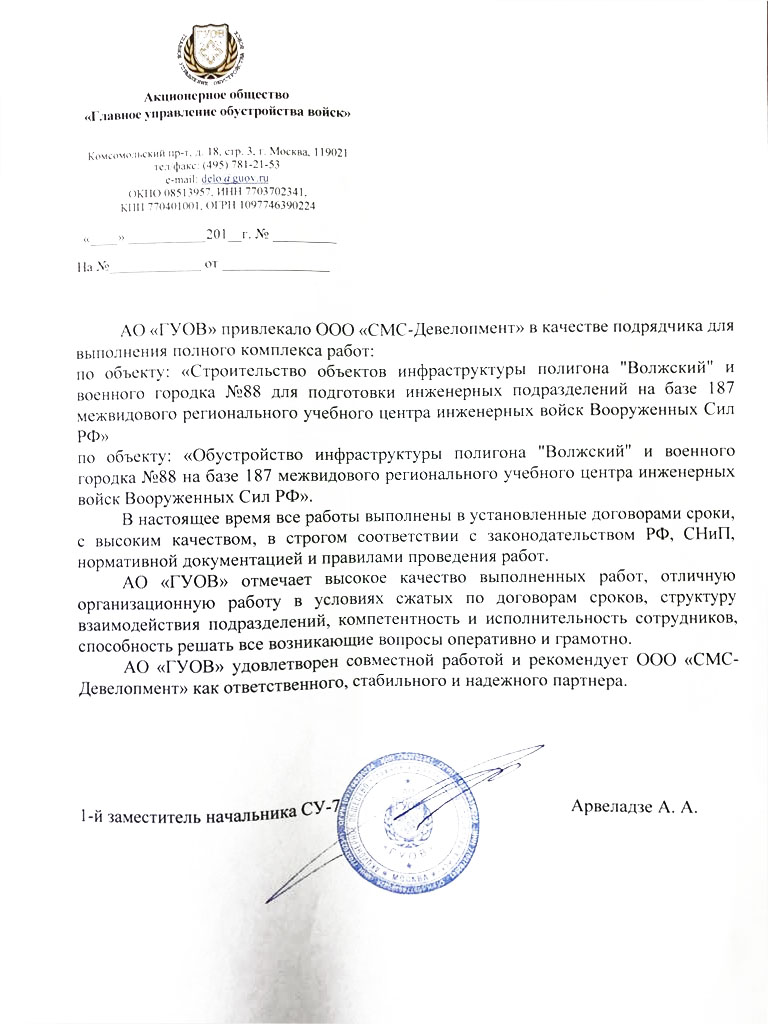 ГУОВ
ГЛАВНОЕ УПРАВЛЕНИЕ ОБУСТРОЙСТВА ВОЙСК
Акционерное общество
«Главное управление обустройства войск»
Комсомольский пр-т, д. 18, стр. 3, г. Москва, 119021
тел факс: (495) 781-21-53
e-mail: delo@guov.ru
ОКПО 08513957, ИНН 7703702341,
КПП 770401001, ОГРН 1097746390224
«____» ___________201__г. № _________
На №_____________ от _______________
АО «ГУОВ» привлекало ООО «СМС-Девелопмент» в качестве подрядчика для
выполнения полного комплекса работ:
по объекту: «Строительство объектов инфраструктуры полигона "Волжский" и
военного городка №88 для подготовки инженерных подразделений на базе 187
межвидового регионального учебного центра инженерных войск Вооруженных Сил
РФ»
по объекту: «Обустройство инфраструктуры полигона "Волжский" и военного
городка №88 на базе 187 межвидового регионального учебного центра инженерных
войск Вооруженных Сил РФ».
В настоящее время все работы выполнены в установленные договорами сроки,
с высоким качеством, в строгом соответствии с законодательством РФ, СНиП,
нормативной документацией и правилами проведения работ.
АО «ГУОВ» отмечает высокое качество выполненных работ, отличную
организационную работу в условиях сжатых по договорам сроков, структуру
взаимодействия подразделений, компетентность и исполнительность сотрудников,
способность решать все возникающие вопросы оперативно и грамотно.
АО «ГУОВ» удовлетворен совместной работой и рекомендует ООО «СМС-
Девелопмент» как ответственного, стабильного и надежного партнера.
1-й заместитель начальника СУ-7
Арвеладзе А. А.
«ГУОВ»
МОСКВА